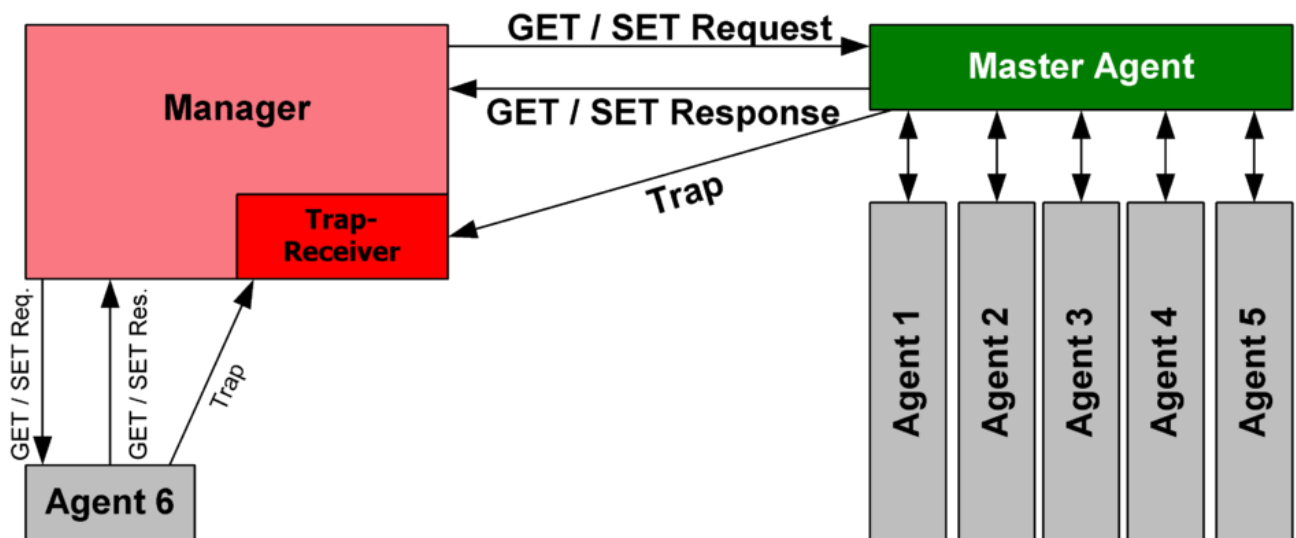 GET / SET Request
Master Agent
Manager
GET / SET Response
Trap
Trap-
Receiver
GET / SET Req.
GET / SET Res.
Trap
Agent 1
Agent 2
Agent 3
Agent 4
Agent 5
Agent 6